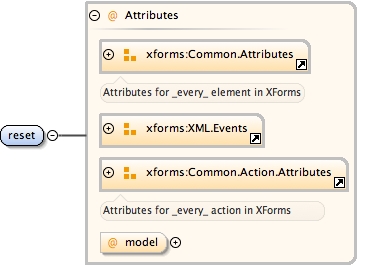 @ Attributes
xforms:Common.Attributes
Attributes for _every_ element in XForms
xforms:XML.Events
reset
xforms:Common.Action.Attributes
Attributes for _every_ action in XForms
@ model